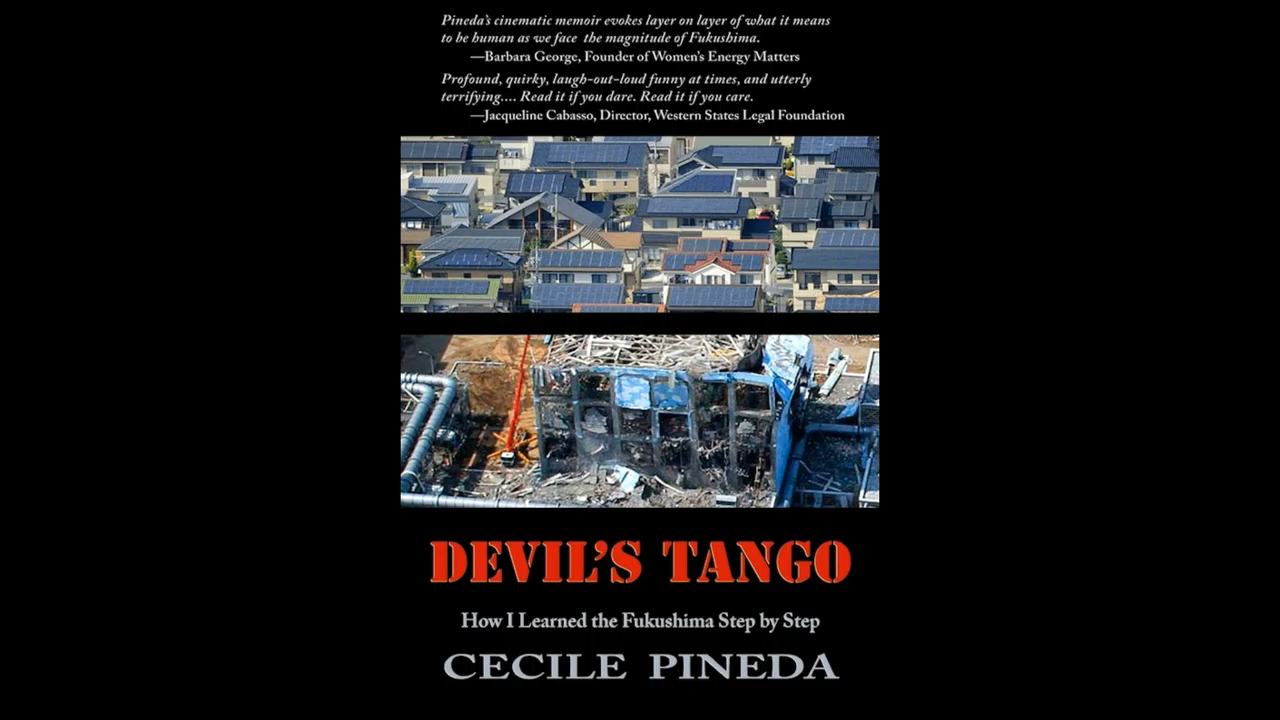 Pineda's cinematic memoir evokes layer on layer of what it means
to be human as we face the magnitude of Fukushima.
—Barbara George, Founder of Women's Energy Matters
Profound, quirky, laugh-out-loud funny at times, and utterly
terrifying.... Read it if you dare. Read it if you care.
—Jacqueline Cabasso, Director, Western States Legal Foundation
DEVIL'S TANGO
How I Learned the Fukushima Step by Step
CECILE PINEDA